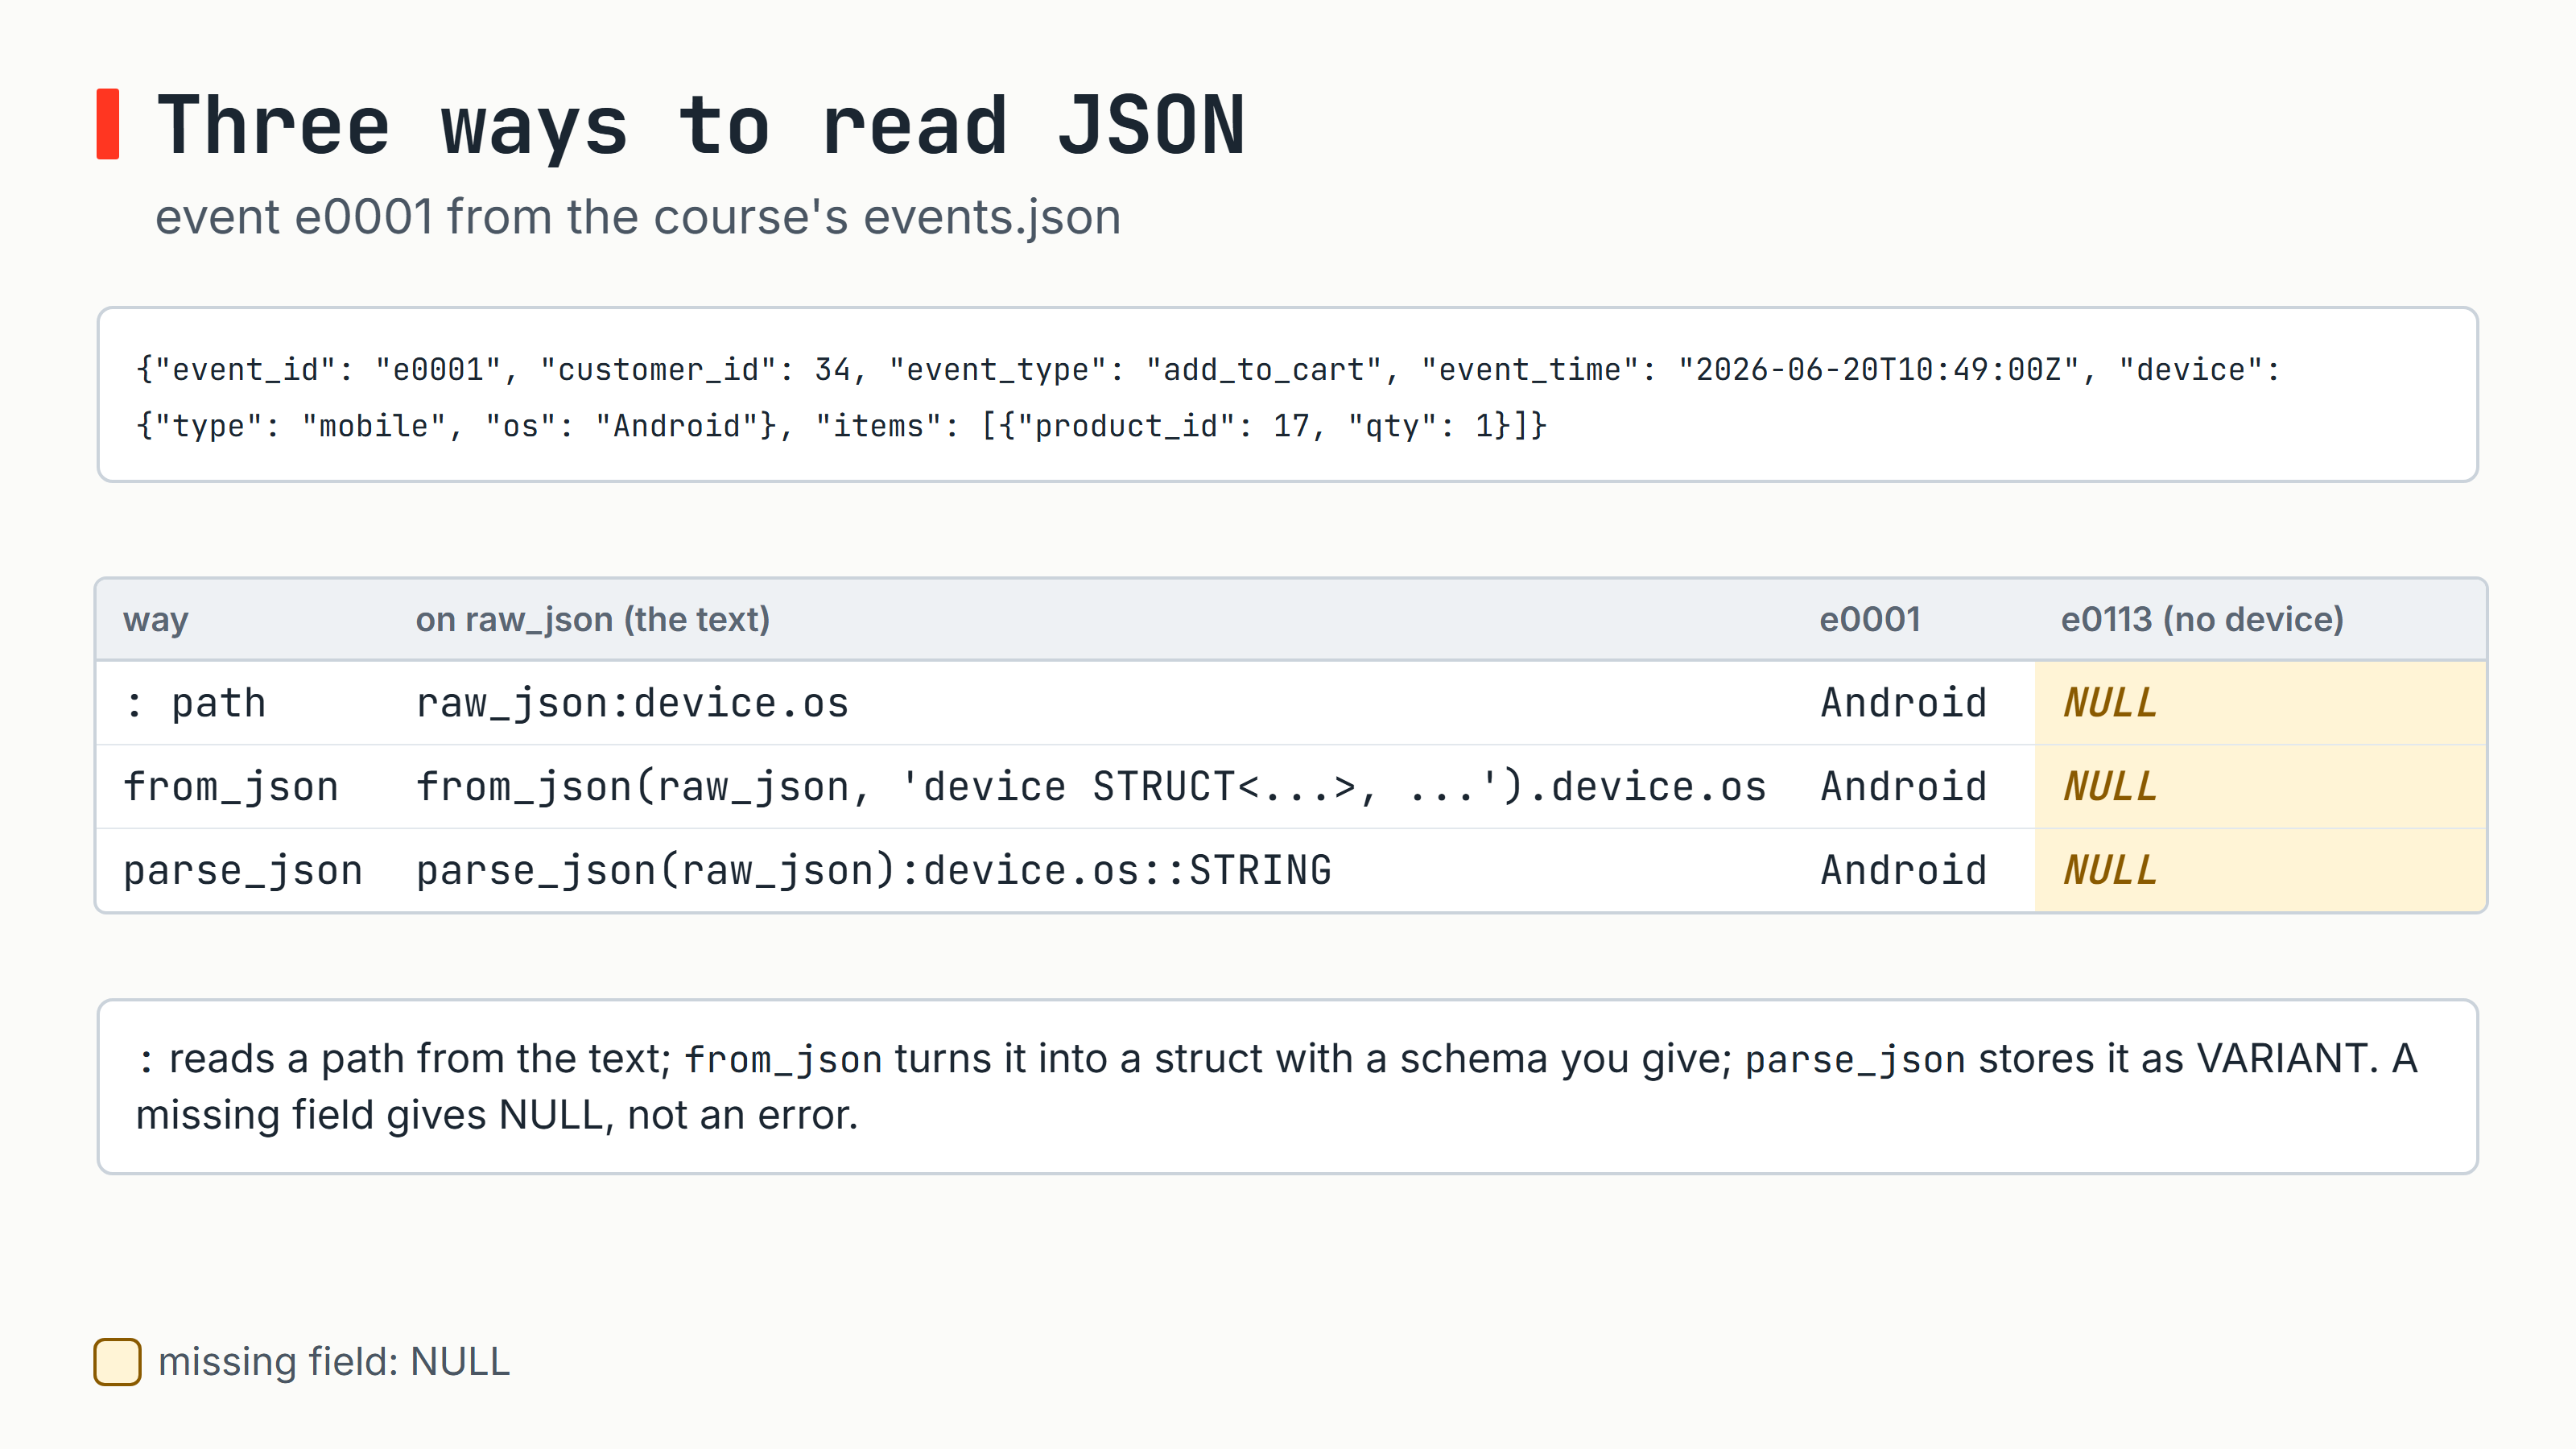 Three ways to read JSON
event e0001 from the course's events.json
{"event_id": "e0001", "customer_id": 34, "event_type": "add_to_cart", "event_time": "2026-06-20T10:49:00Z", "device":
{"type": "mobile", "os": "Android"}, "items": [{"product_id": 17, "qty": 1}]}
way on raw_json (the text) e0001 e0113 (no device)
: path raw_json:device.os Android NULL
from_json from_json(raw_json, 'device STRUCT<...>, ...').device.os Android NULL
parse_json parse_json(raw_json):device.os::STRING Android NULL
: reads a path from the text; from_json turns it into a struct with a schema you give; parse_json stores it as VARIANT. A
missing field gives NULL, not an error.
missing field: NULL